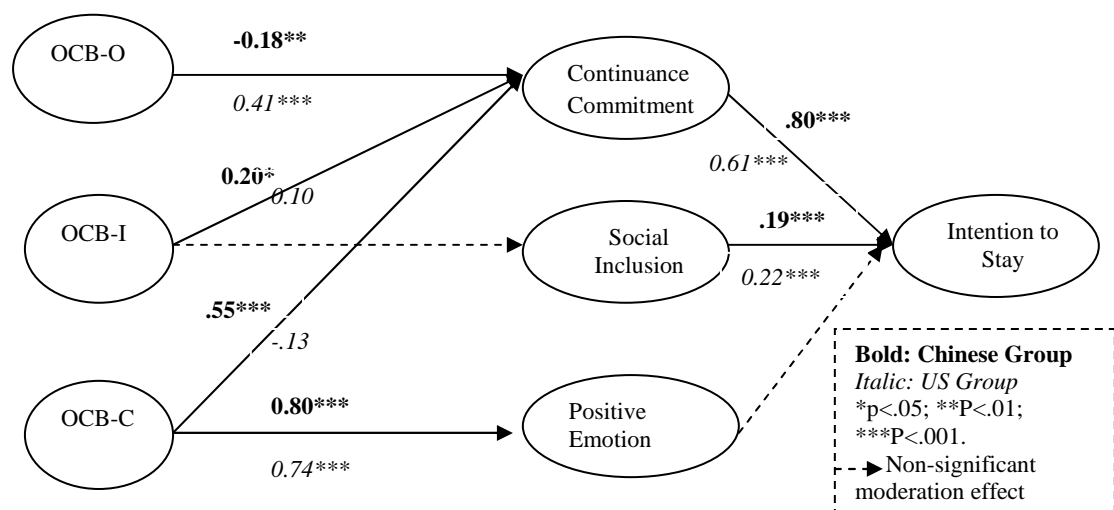 OCB-O
-0.18**
0.41***
Continuance
Commitment
.80***
0.61***
0.20*
0.10
OCB-I
Social
Inclusion
.19***
0.22***
Intention to
Stay
.55***
-.13
OCB-C
0.80***
0.74***
Positive
Emotion
Bold: Chinese Group
Italic: US Group
*p<.05; **P<.01;
***P<.001.
Non-significant
moderation effect